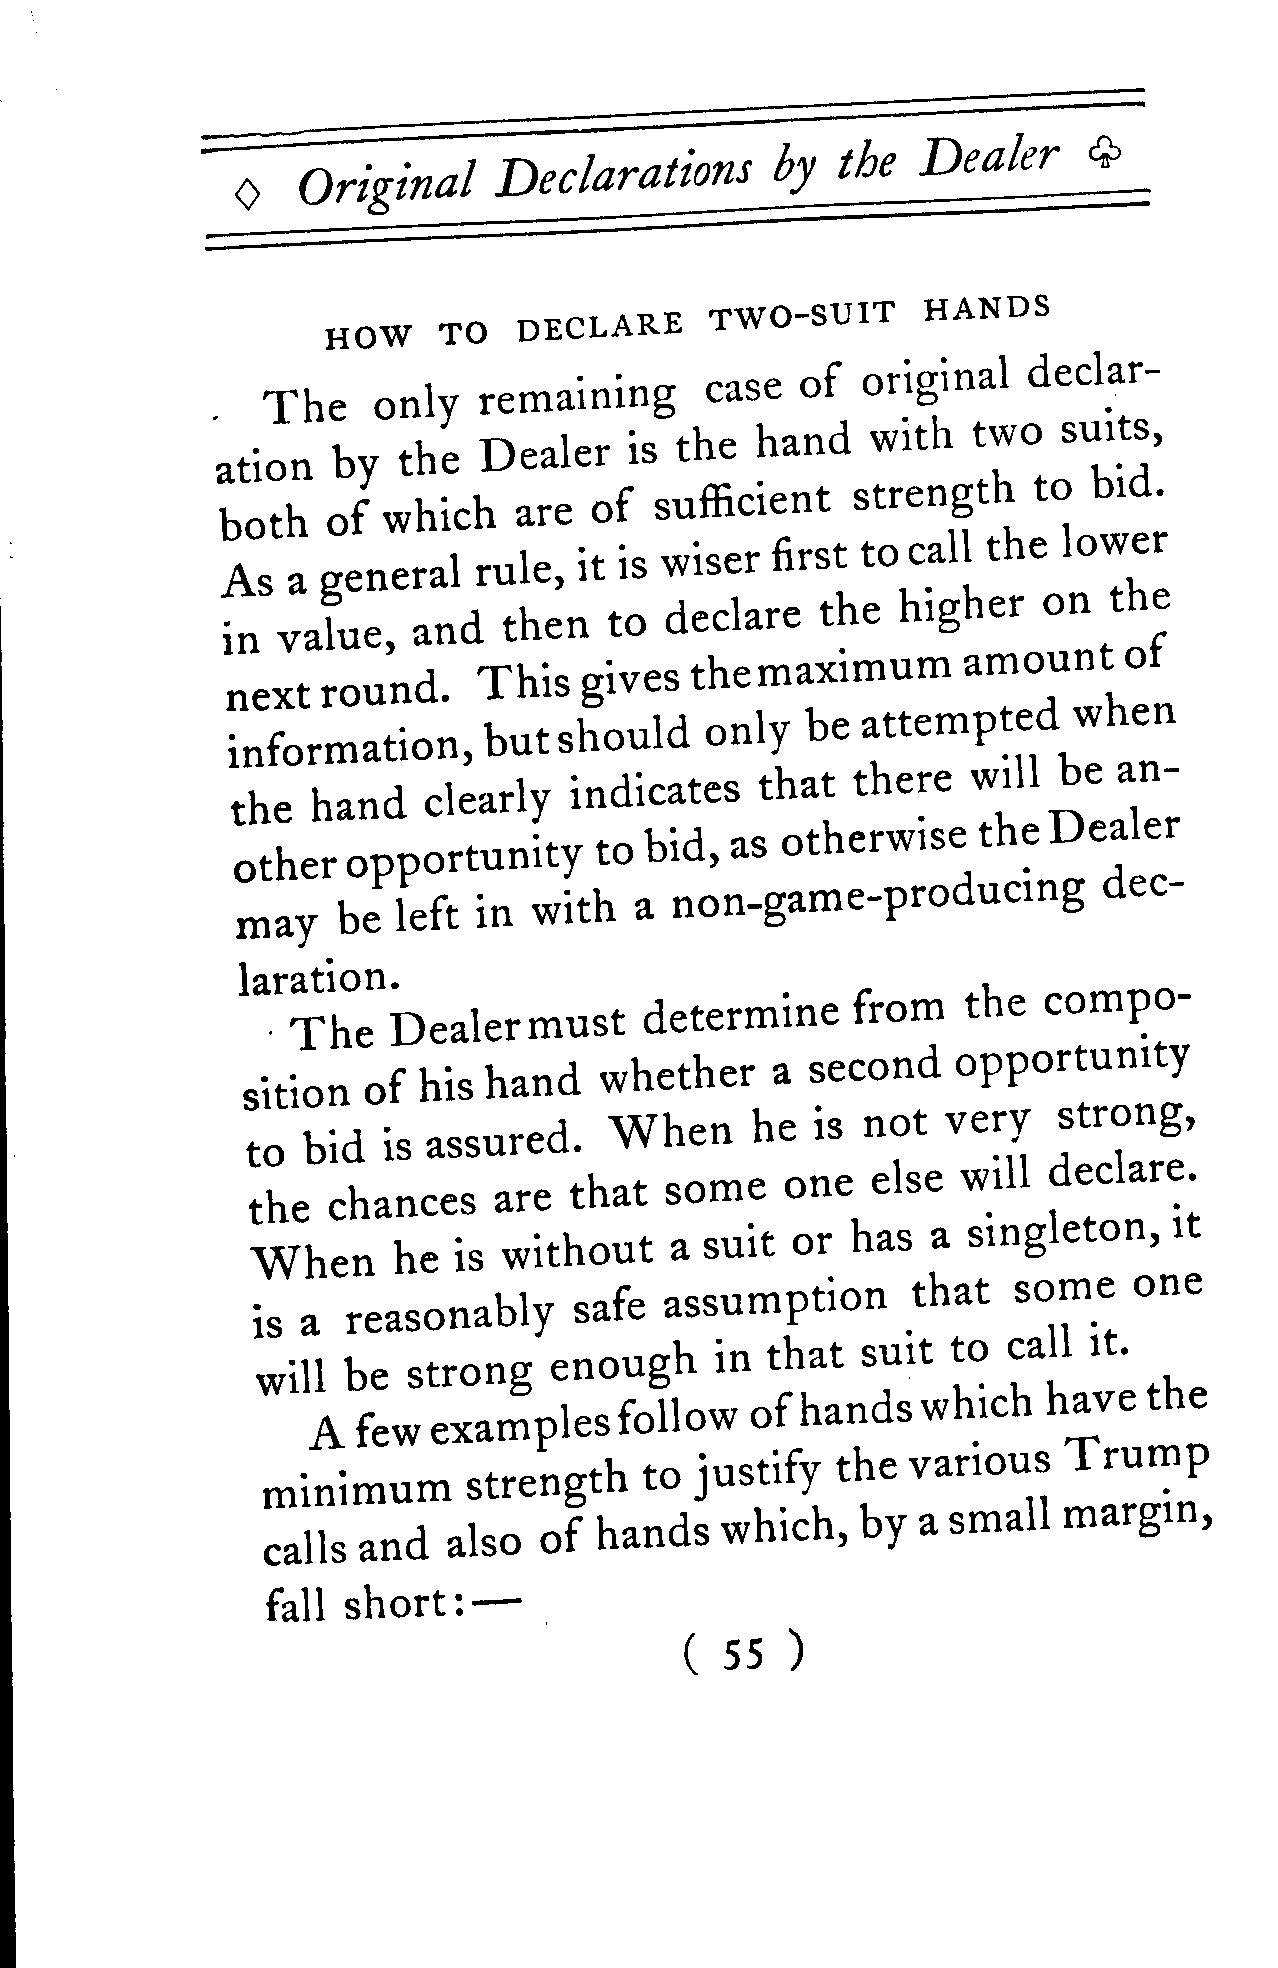 ◊ Original Declarations by the Dealer ♧
HOW TO DECLARE TWO-SUIT HANDS
The only remaining case of original declar-
ation by the Dealer is the hand with two suits,
both of which are of sufficient strength to bid.
As a general rule, it is wiser first to call the lower
in value, and then to declare the higher on the
next round. This gives the maximum amount of
information, but should only be attempted when
the hand clearly indicates that there will be an-
other opportunity to bid, as otherwise the Dealer
may be left in with a non-game-producing dec-
laration.
The Dealer must determine from the compo-
sition of his hand whether a second opportunity
to bid is assured. When he is not very strong,
the chances are that some one else will declare.
When he is without a suit or has a singleton, it
is a reasonably safe assumption that some one
will be strong enough in that suit to call it.
A few examples follow of hands which have the
minimum strength to justify the various Trump
calls and also of hands which, by a small margin,
fall short:—
( 55 )